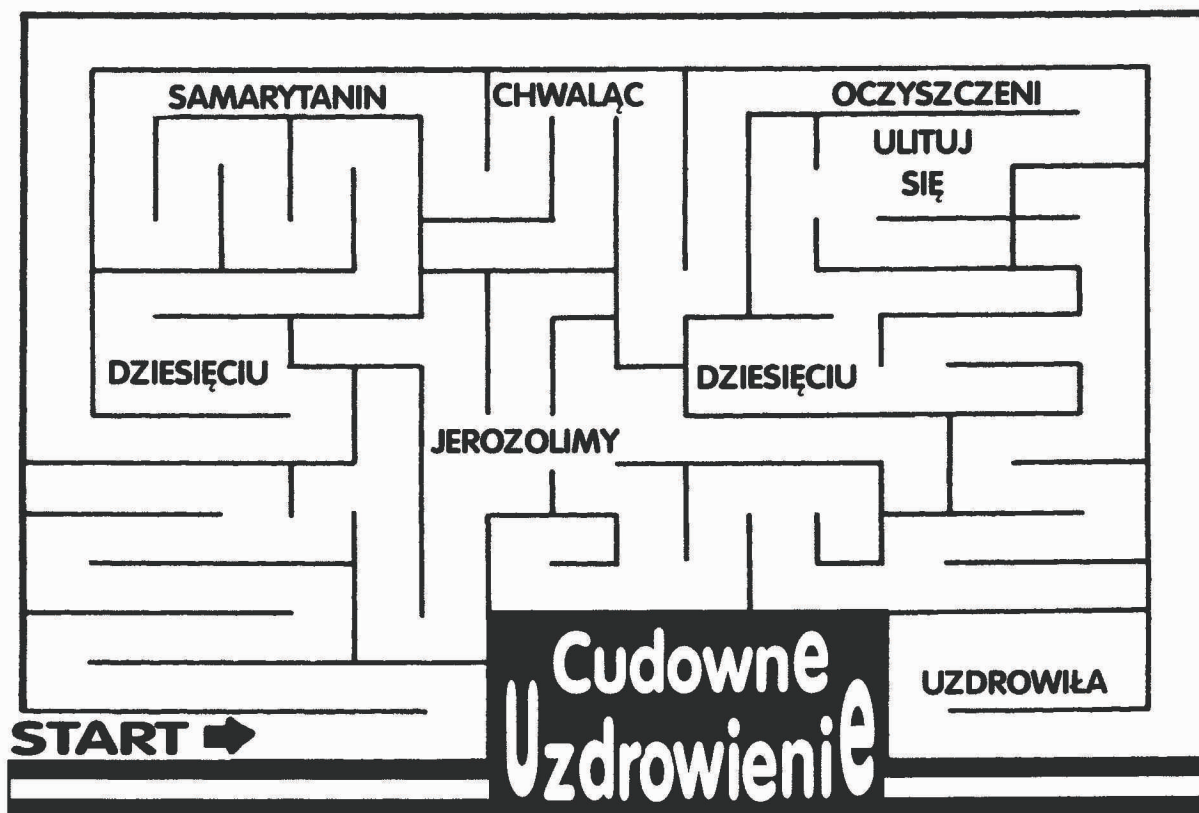 SAMARYTANIN
CHWALĄC
OCZYSZCZENI
ULITUJ
SIĘ
DZIESIĘCIU
DZIESIĘCIU
JEROZOLIMY
UZDROWIŁA
START
Cudowne
Uzdrowienie